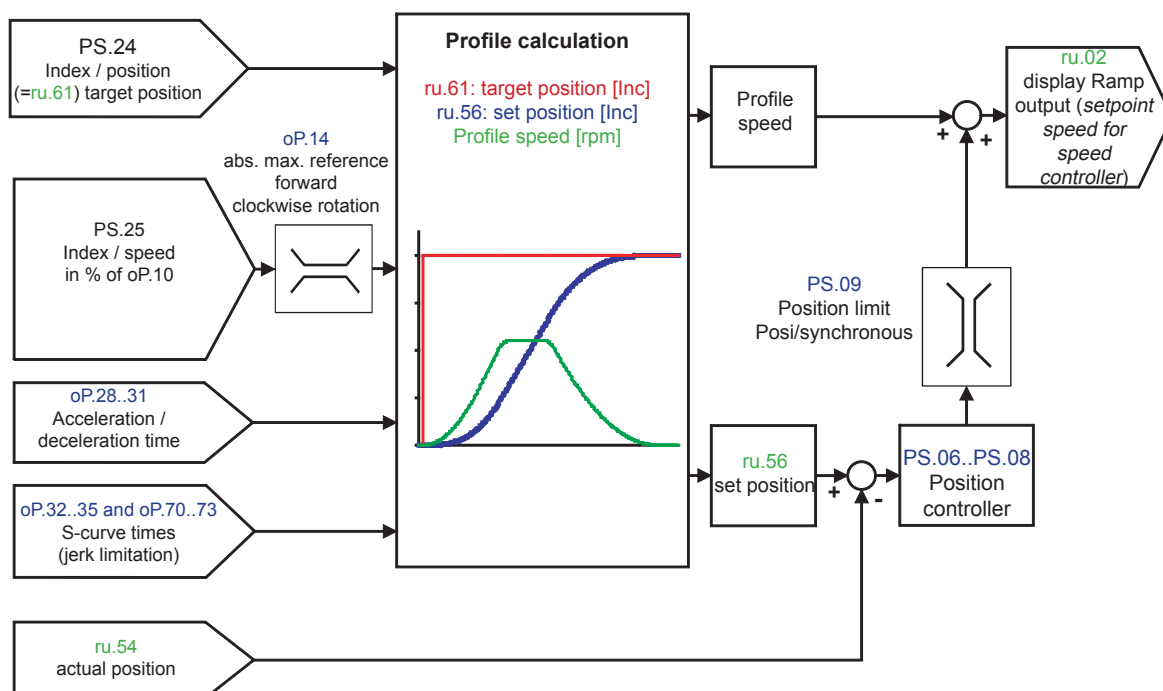 PS.24
Index / position
(=ru.61) target position
oP.14
abs. max. reference
forward
clockwise rotation
PS.25
Index / speed
in % of oP.10
oP.28..31
Acceleration /
deceleration time
oP.32..35 and oP.70..73
S-curve times
(jerk limitation)
ru.54
actual position
Profile calculation
ru.61: target position [Inc]
ru.56: set position [Inc]
Profile speed [rpm]
Profile
speed
+
+
ru.02
display Ramp
output (setpoint
speed for
speed
controller)
PS.09
Position limit
Posi/synchronous
ru.56
set position
+
-
PS.06..PS.08
Position
controller